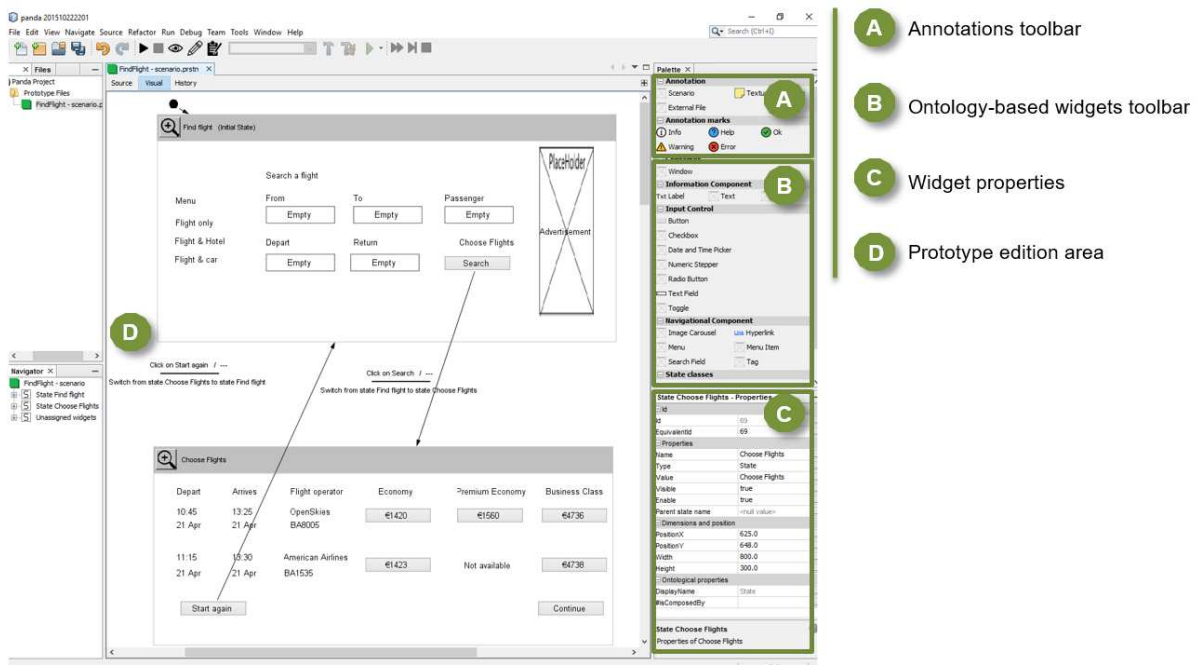 panda 201510222201
File Edit View Navigate Source Refactor Run Debug Team Tools Window Help
Search (Ctrl+I)
Files
Panda Project
Prototype Files
FindFlight - scenario.p
FindFlight - scenario.prstn
Source Visual History
Find flight (Initial State)
Search a flight
Menu
Flight only
Flight & Hotel
Flight & car
From To Passenger
Empty Empty Empty
Depart Return Choose Flights
Empty Empty Search
PlaceHolder
Advertisement
D
Click on Start again / ---
Switch from state Choose Flights to state Find flight
Click on Search / ---
Switch from state Find flight to state Choose Flights
Choose Flights
Depart Arrives Flight operator Economy Premium Economy Business Class
10:45 13:25 OpenSkies €1420 €1560 €4736
21 Apr 21 Apr BA8005
11:15 13:30 American Airlines €1423 Not available €4738
21 Apr 21 Apr BA1535
Start again Continue
Navigator
FindFlight - scenario
State Find flight
State Choose Flights
Unassigned widgets
Palette
Annotation
Scenario Textu
External File
Annotation marks
Info Help Ok
Warning Error
A
Window
Information Component
Txt Label Text
Input Control
Button
Checkbox
Date and Time Picker
Numeric Stepper
Radio Button
Text Field
Toggle
Navigational Component
Image Carousel Link Hyperlink
Menu Menu Item
Search Field Tag
State classes
B
State Choose Flights - Properties
Id
Id 69
EquivalentId 69
Properties
Name Choose Flights
Type State
Value Choose Flights
Visible true
Enable true
Parent state name <null value>
Dimensions and position
PositionX 625.0
PositionY 648.0
Width 800.0
Height 300.0
Ontological properties
DisplayName State
#isComposedBy
State Choose Flights
Properties of Choose Flights
C
A Annotations toolbar
B Ontology-based widgets toolbar
C Widget properties
D Prototype edition area